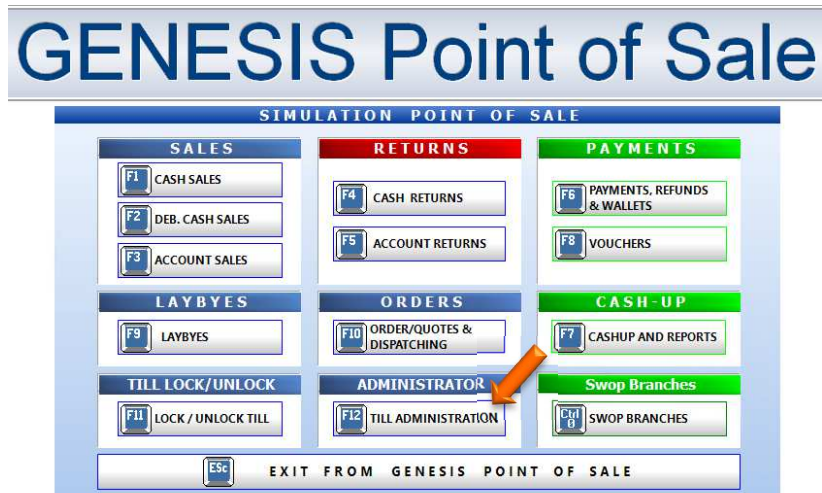 GENESIS Point of Sale
SIMULATION POINT OF SALE
SALES
F1 CASH SALES
F2 DEB. CASH SALES
F3 ACCOUNT SALES
RETURNS
F4 CASH RETURNS
F5 ACCOUNT RETURNS
PAYMENTS
F6 PAYMENTS, REFUNDS
& WALLETS
F8 VOUCHERS
LAYBYES
F9 LAYBYES
ORDERS
F10 ORDER/QUOTES &
DISPATCHING
CASH-UP
F7 CASHUP AND REPORTS
TILL LOCK/UNLOCK
F11 LOCK / UNLOCK TILL
ADMINISTRATOR
F12 TILL ADMINISTRATION
Swop Branches
Ctrl
0
SWOP BRANCHES
ESc EXIT FROM GENESIS POINT OF SALE